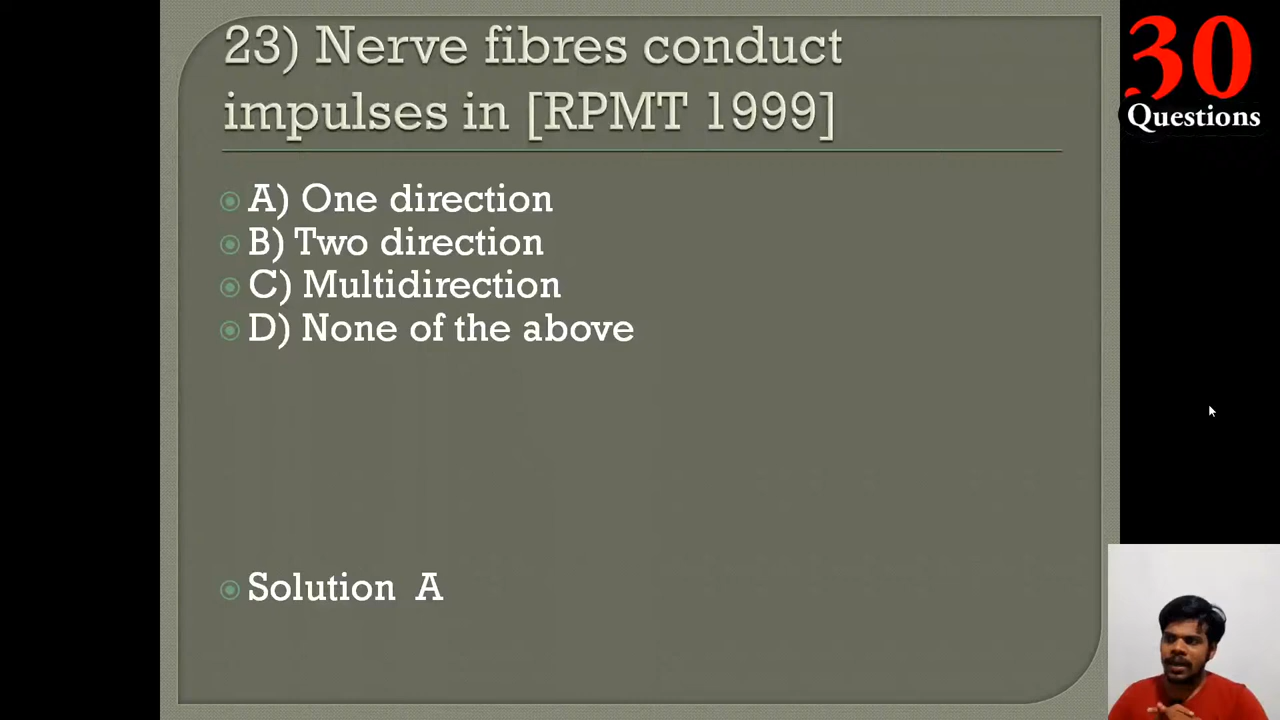 23) Nerve fibres conduct
impulses in [RPMT 1999]
30
Questions
A) One direction
B) Two direction
C) Multidirection
D) None of the above
Solution A